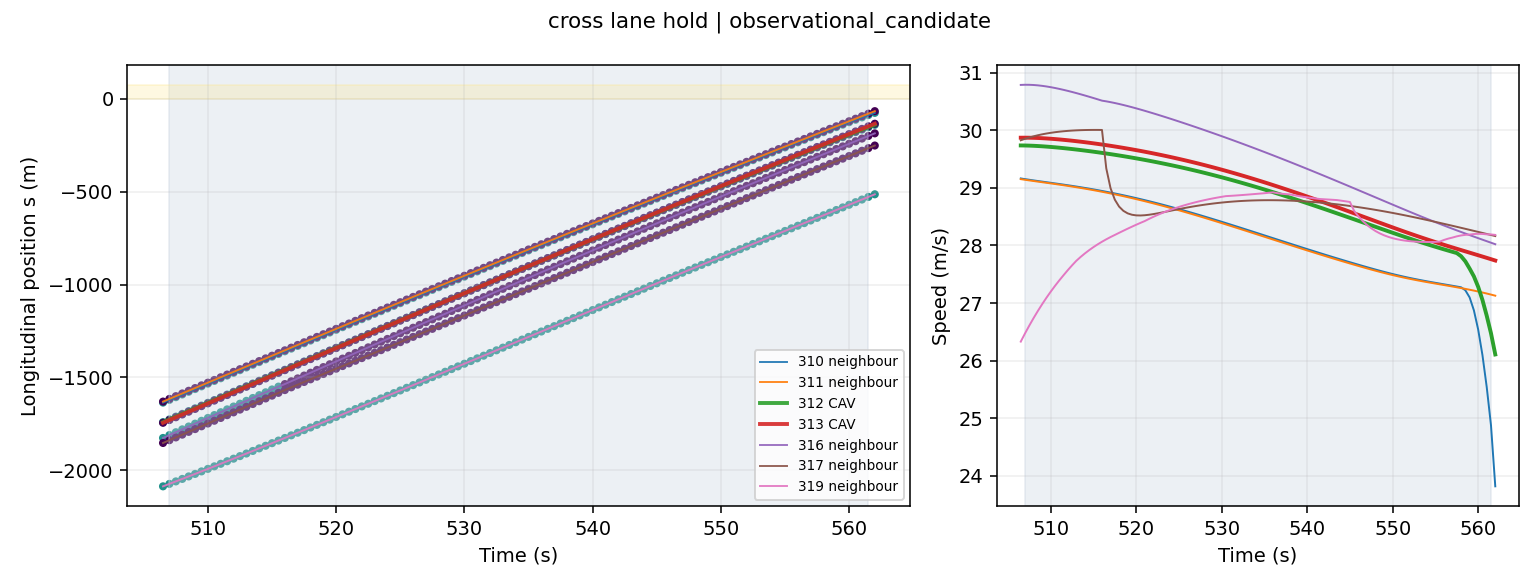 cross lane hold | observational_candidate
Longitudinal position s (m)
0
−500
−1000
−1500
−2000
510
520
530
540
550
560
Time (s)
310 neighbour
311 neighbour
312 CAV
313 CAV
316 neighbour
317 neighbour
319 neighbour
Speed (m/s)
31
30
29
28
27
26
25
24
510
520
530
540
550
560
Time (s)